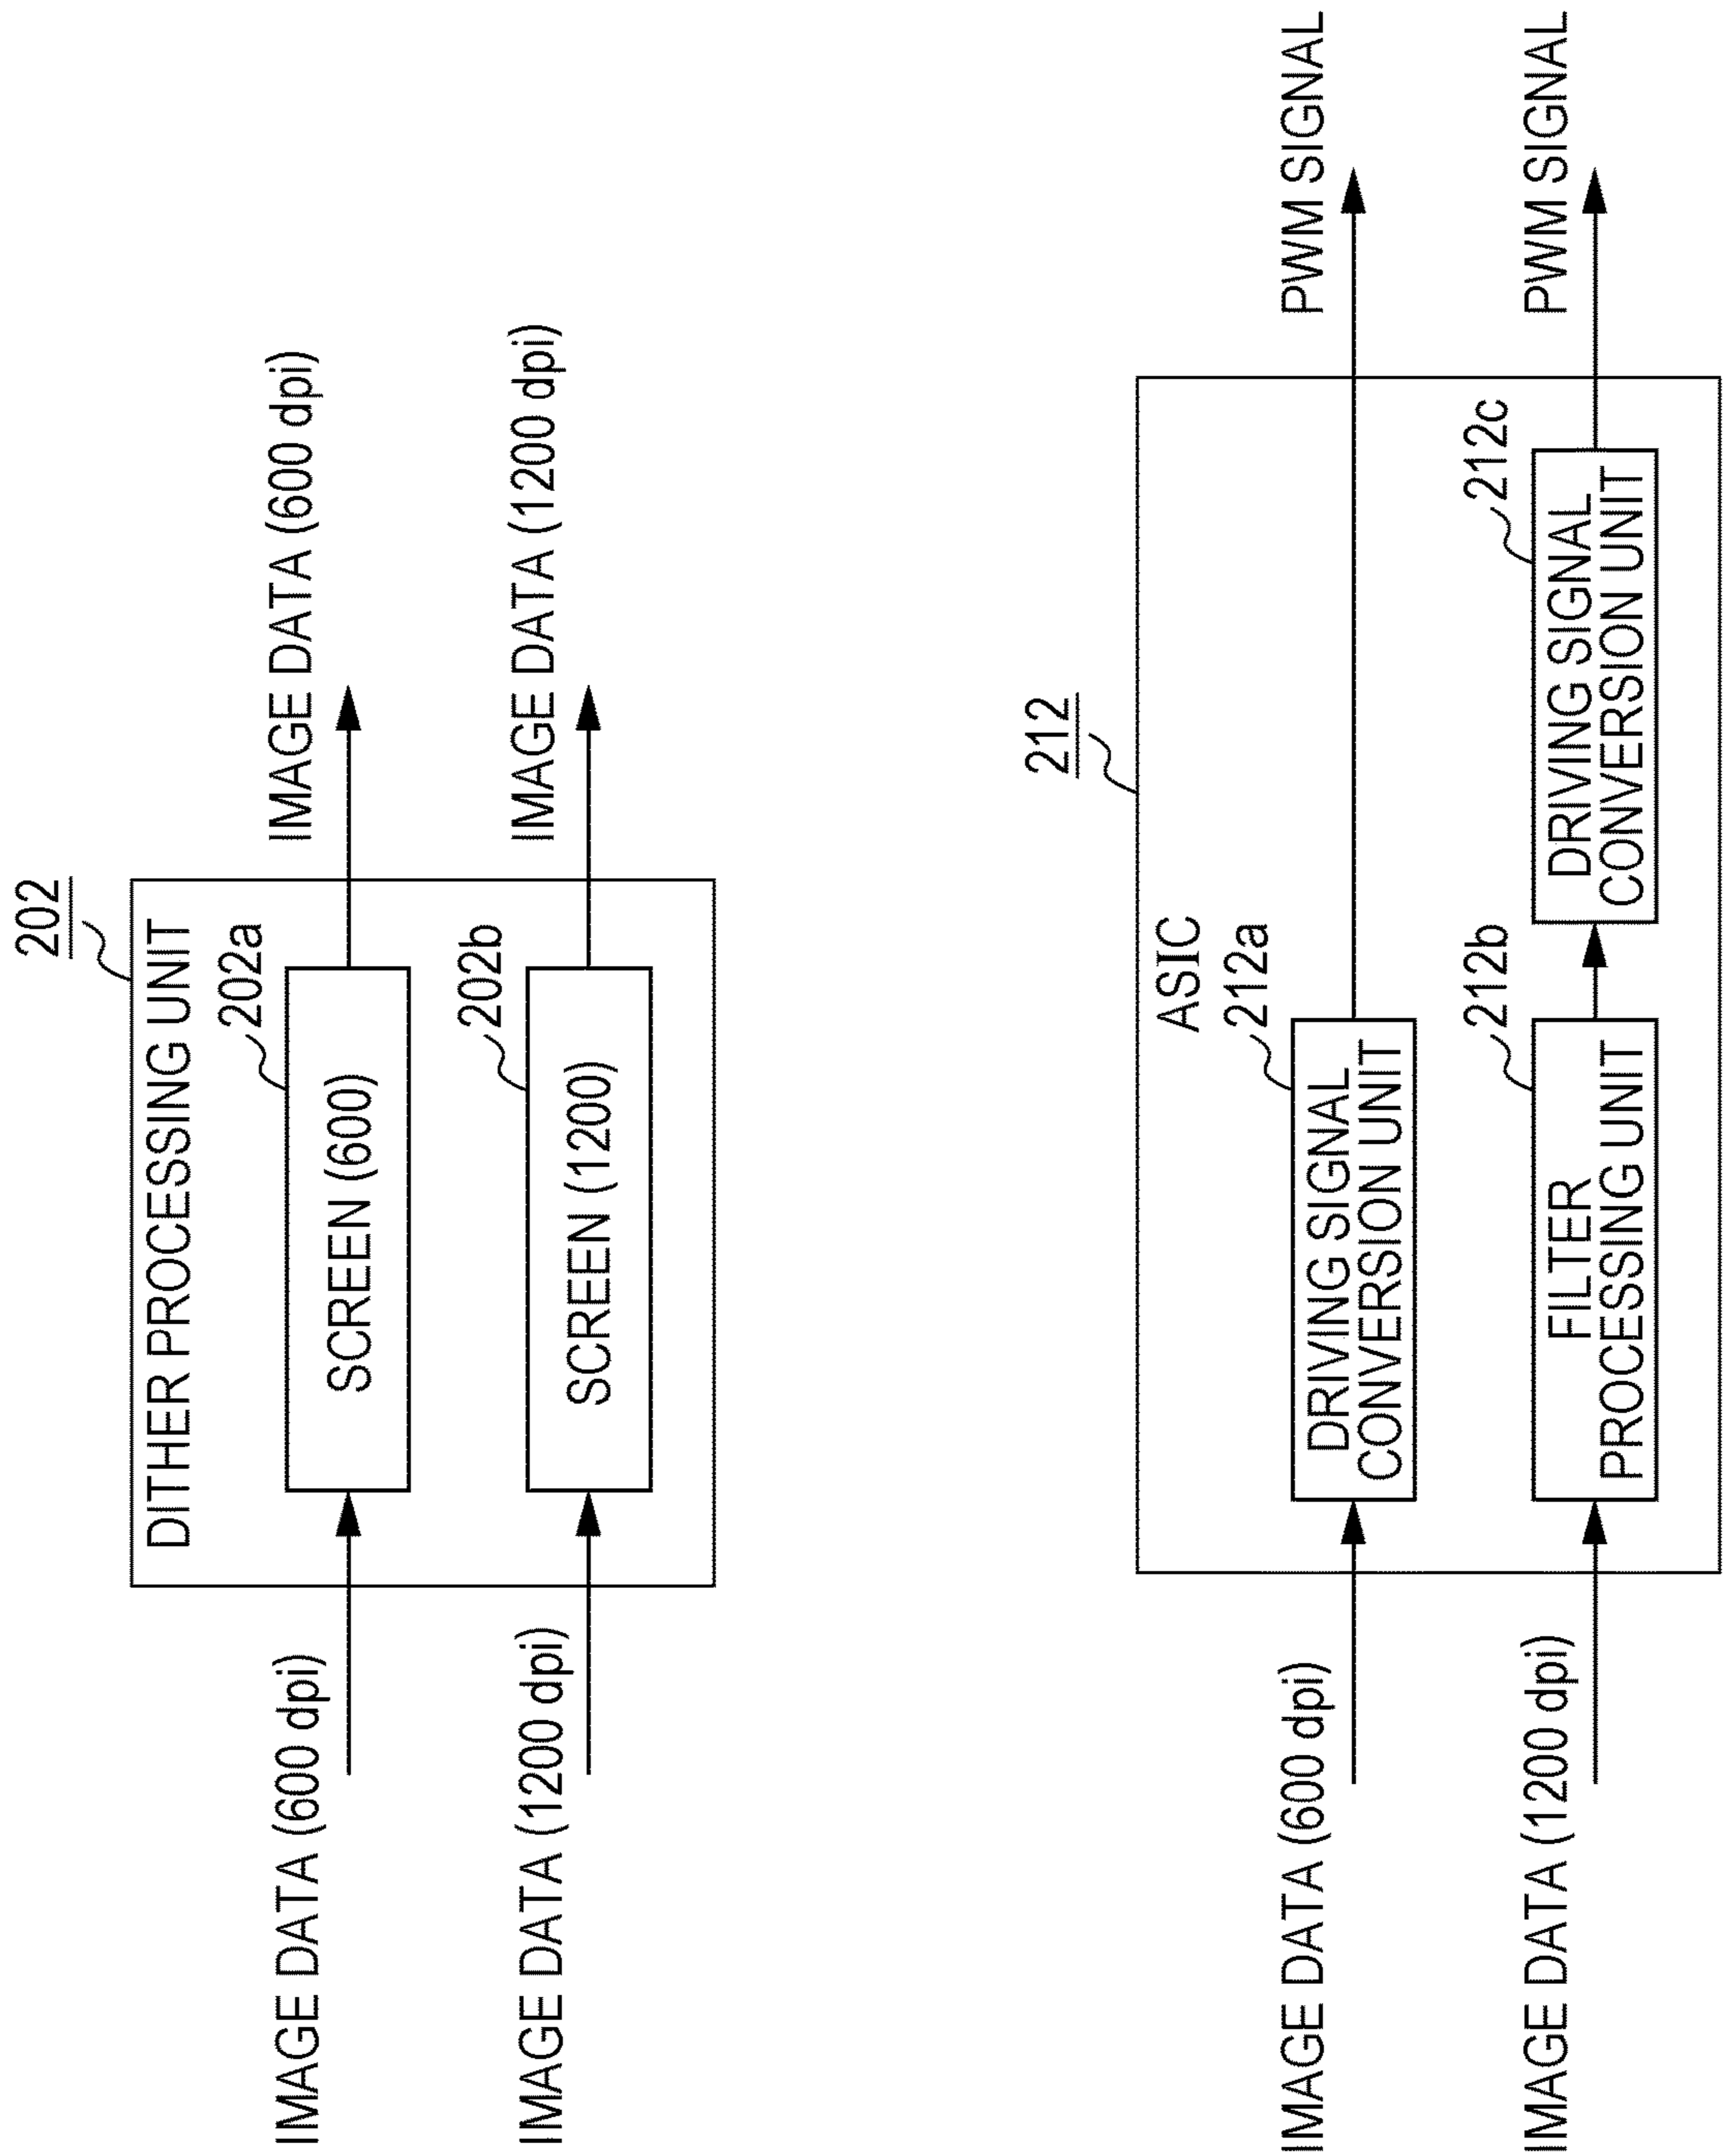 202
DITHER PROCESSING UNIT
202a
IMAGE DATA (600 dpi)
SCREEN (600)
IMAGE DATA (600 dpi)
202b
IMAGE DATA (1200 dpi)
SCREEN (1200)
IMAGE DATA (1200 dpi)
212
ASIC
212a
IMAGE DATA (600 dpi)
DRIVING SIGNAL
CONVERSION UNIT
PWM SIGNAL
212b
212c
IMAGE DATA (1200 dpi)
FILTER
PROCESSING UNIT
DRIVING SIGNAL
CONVERSION UNIT
PWM SIGNAL